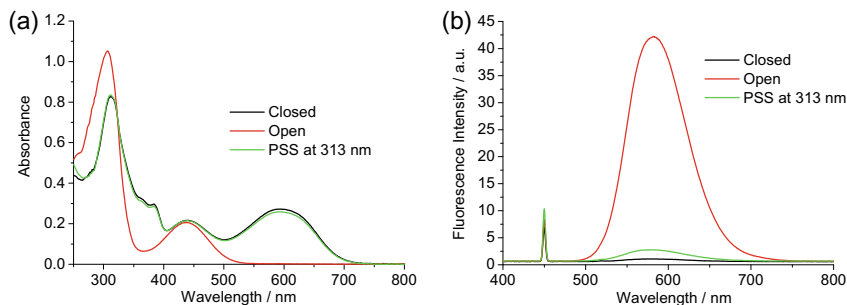 (a)
1.2
1.0
0.8
0.6
0.4
0.2
0.0
Absorbance
Closed
Open
PSS at 313 nm
300 400 500 600 700 800
Wavelength / nm
(b)
45
40
35
30
25
20
15
10
5
0
Fluorescence Intensity / a.u.
Closed
Open
PSS at 313 nm
400 500 600 700 800
Wavelength / nm